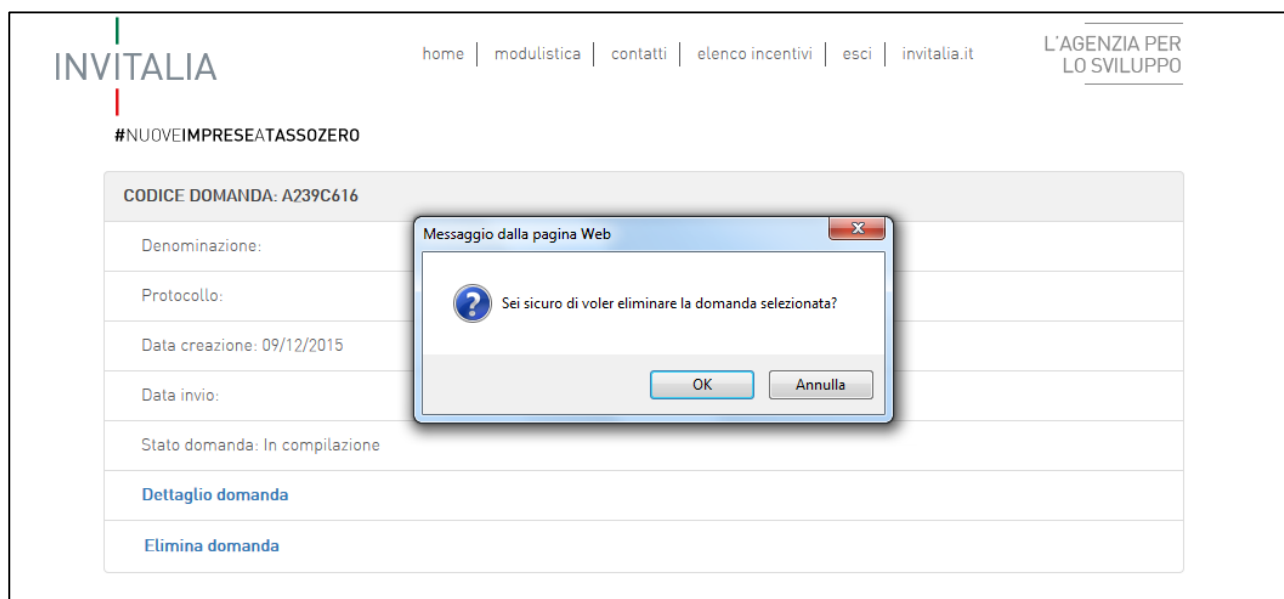 INVITALIA
home | modulistica | contatti | elenco incentivi | esci | invitalia.it
L'AGENZIA PER
LO SVILUPPO
#NUOVEIMPRESEATASSOZERO
CODICE DOMANDA: A239C616
Denominazione:
Protocollo:
Data creazione: 09/12/2015
Data invio:
Stato domanda: In compilazione
Dettaglio domanda
Elimina domanda
Messaggio dalla pagina Web
Sei sicuro di voler eliminare la domanda selezionata?
OK
Annulla